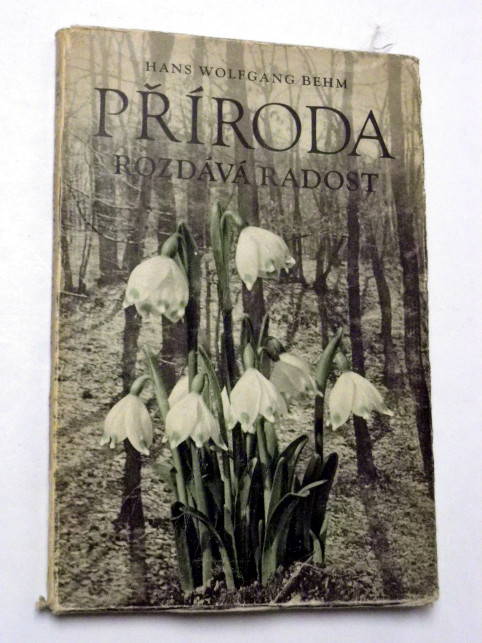 HANS WOLFGANG BEHM
PŘÍRODA
ROZDÁVÁ RADOST